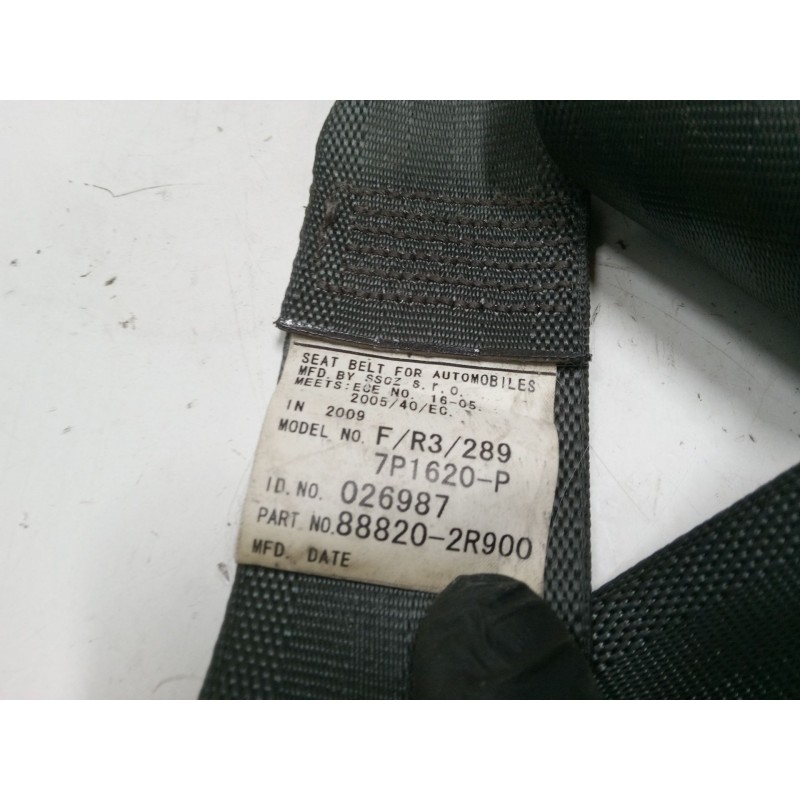 SEAT BELT FOR AUTOMOBILES
MFD. BY SSCZ s. r. o.
MEETS:ECE No. 16-05.
2005/40/EC.
IN 2009
MODEL NO. F/R3/289
7P1620-P
ID. NO. 026987
PART NO. 88820-2R900
MFD. DATE